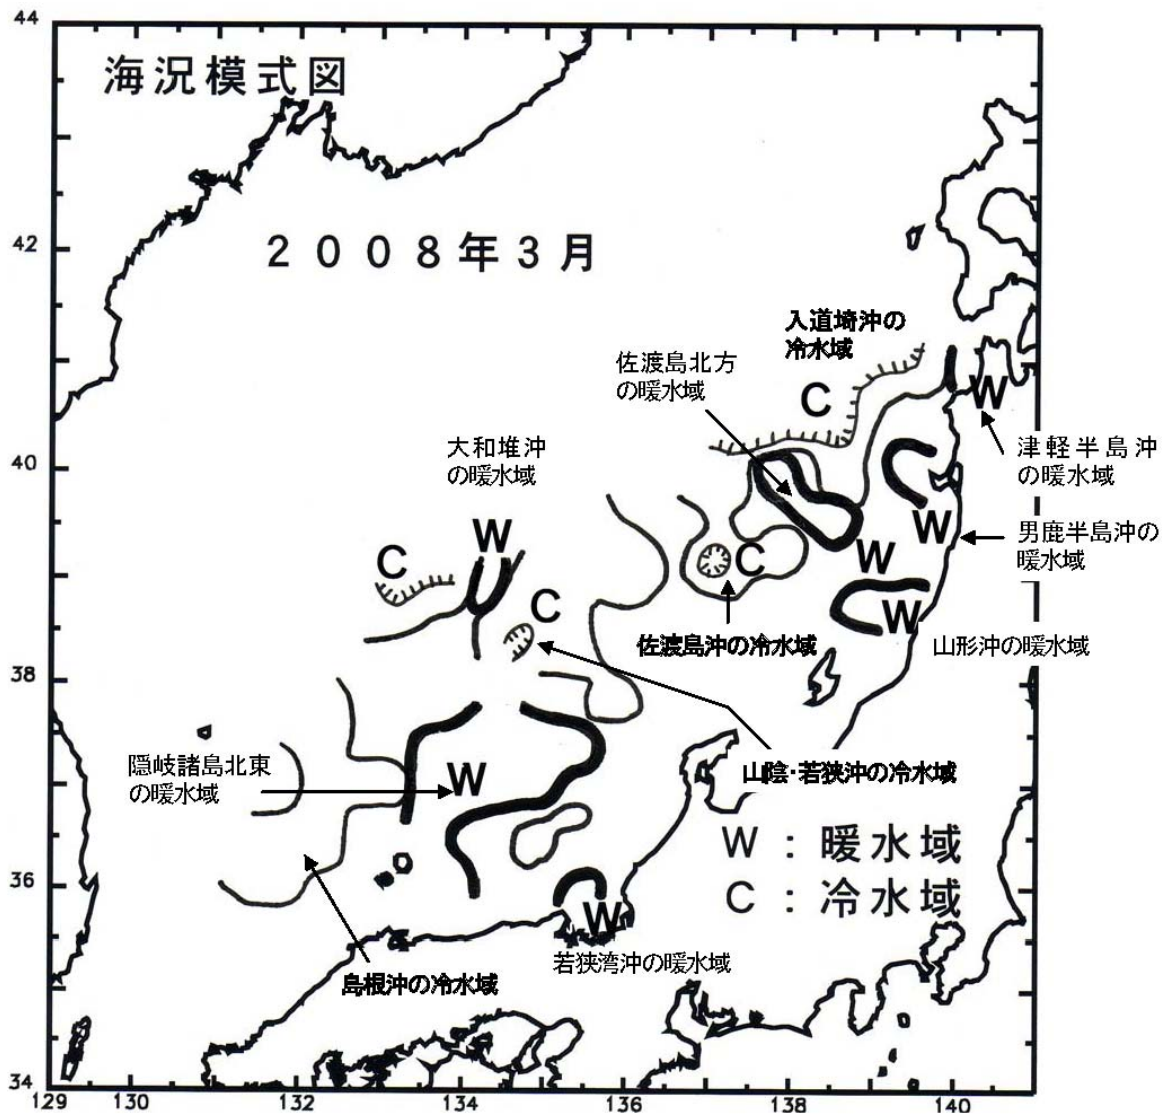 44
海況模式図
2008年3月
42
入道埼沖の
冷水域
佐渡島北方
の暖水域
C
W
大和堆沖
の暖水域
津軽半島沖
の暖水域
40
W
W
男鹿半島沖の
暖水域
C
C
W
C
W
佐渡島沖の冷水域
山形沖の暖水域
38
隠岐諸島北東
の暖水域
W
山陰・若狭沖の冷水域
W:暖水域
C:冷水域
36
W
島根沖の冷水域
若狭湾沖の暖水域
34
129 130 132 134 136 138 140